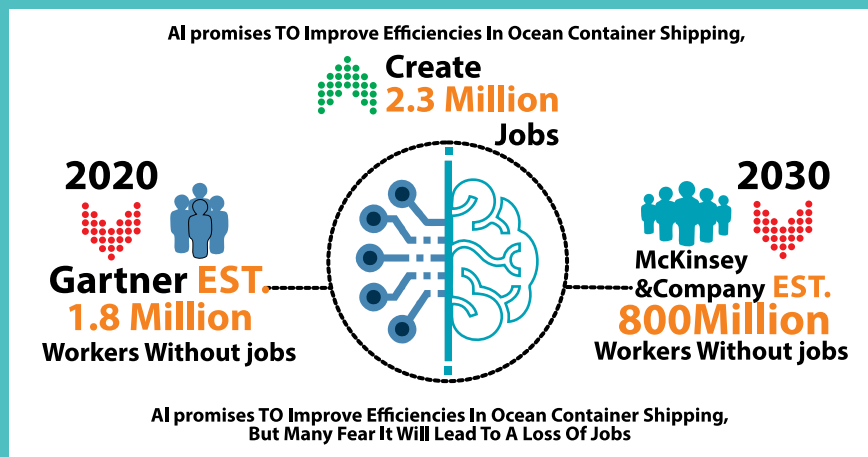 AI promises TO Improve Efficiencies In Ocean Container Shipping,
Create
2.3 Million
Jobs
2020
Gartner EST.
1.8 Million
Workers Without jobs
2030
McKinsey
&Company EST.
800Million
Workers Without jobs
AI promises TO Improve Efficiencies In Ocean Container Shipping,
But Many Fear It Will Lead To A Loss Of Jobs